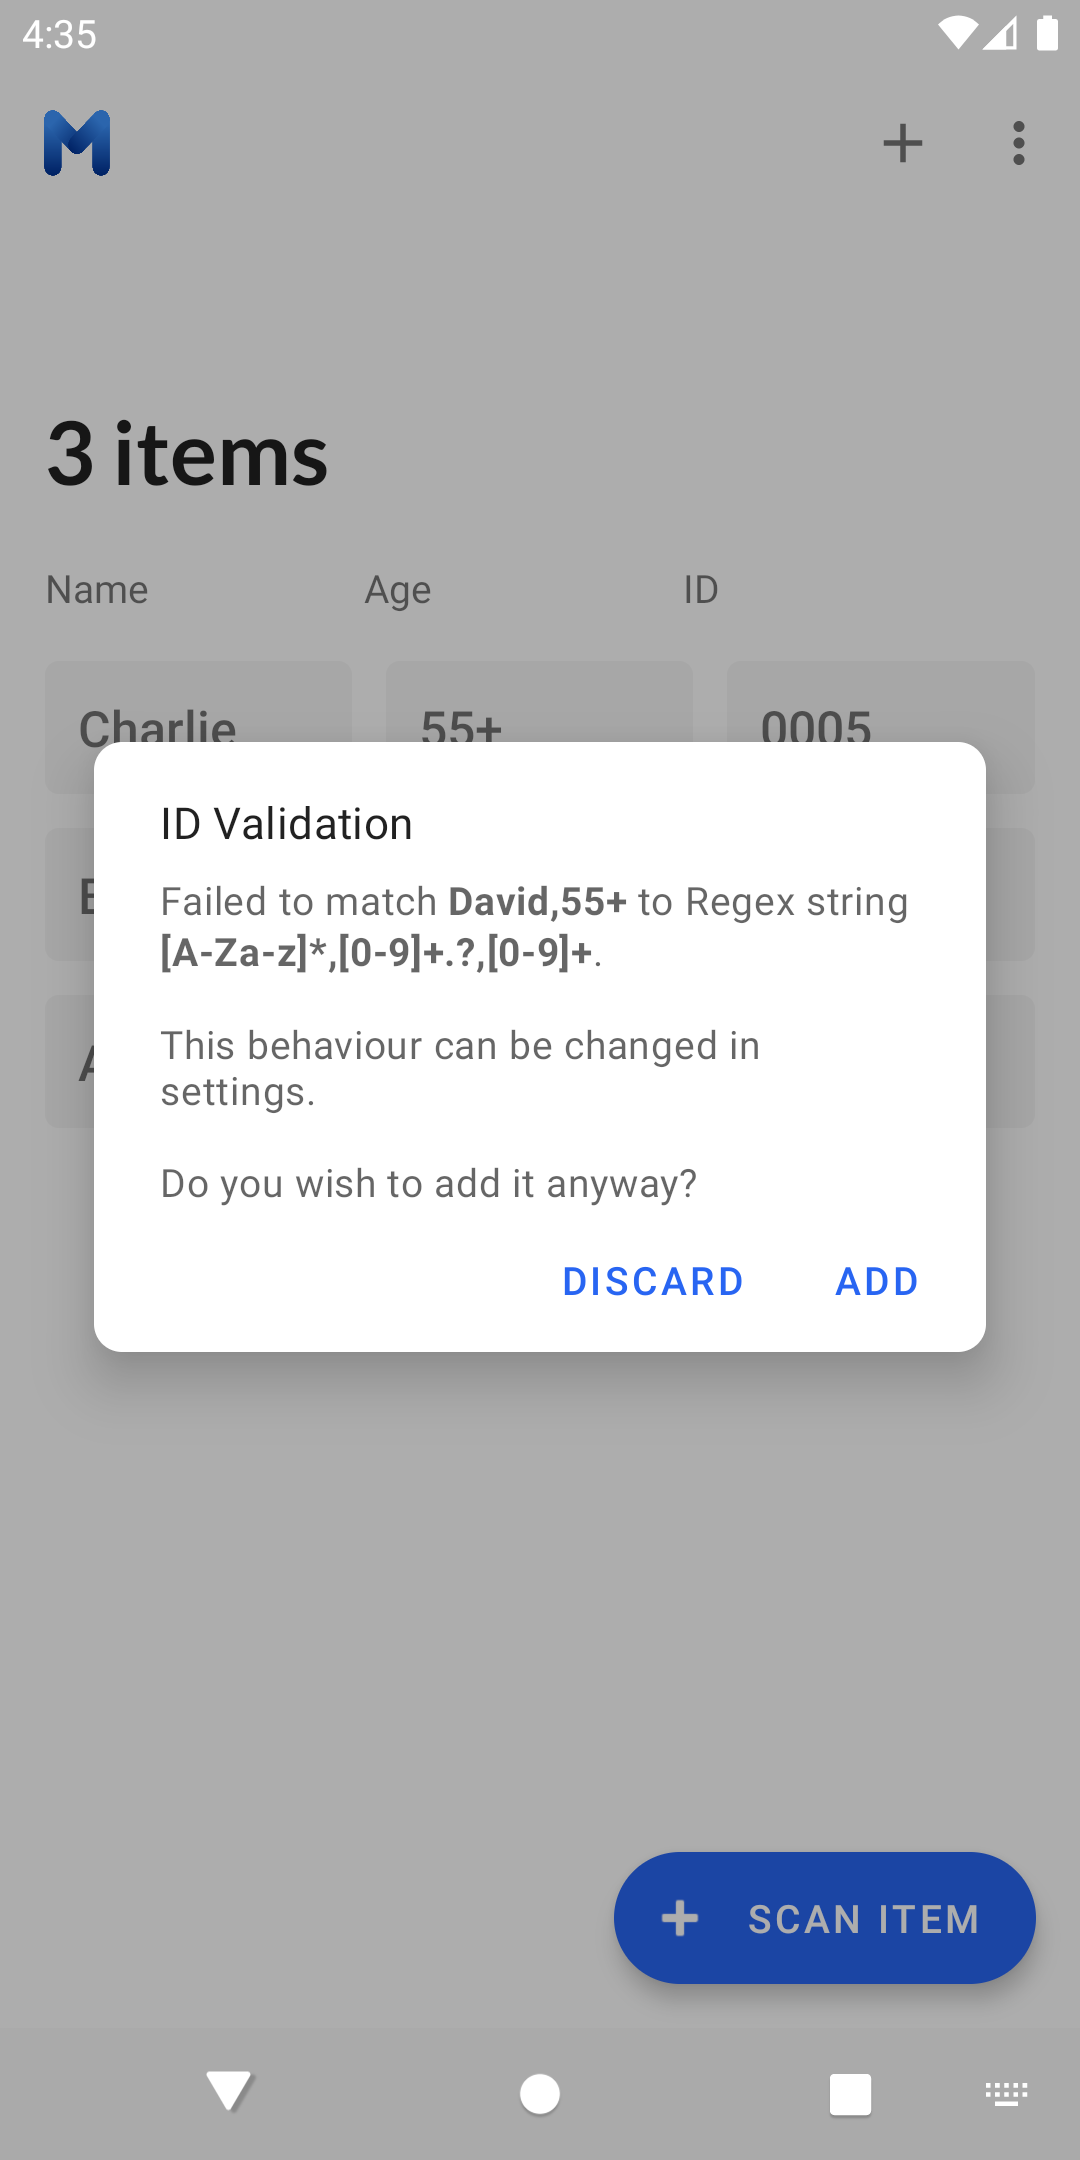 4:35
3 items
Name Age ID
Charlie 55+ 0005
ID Validation
Failed to match David,55+ to Regex string
[A-Za-z]*,[0-9]+.?,[0-9]+.
This behaviour can be changed in
settings.
Do you wish to add it anyway?
DISCARD ADD
SCAN ITEM